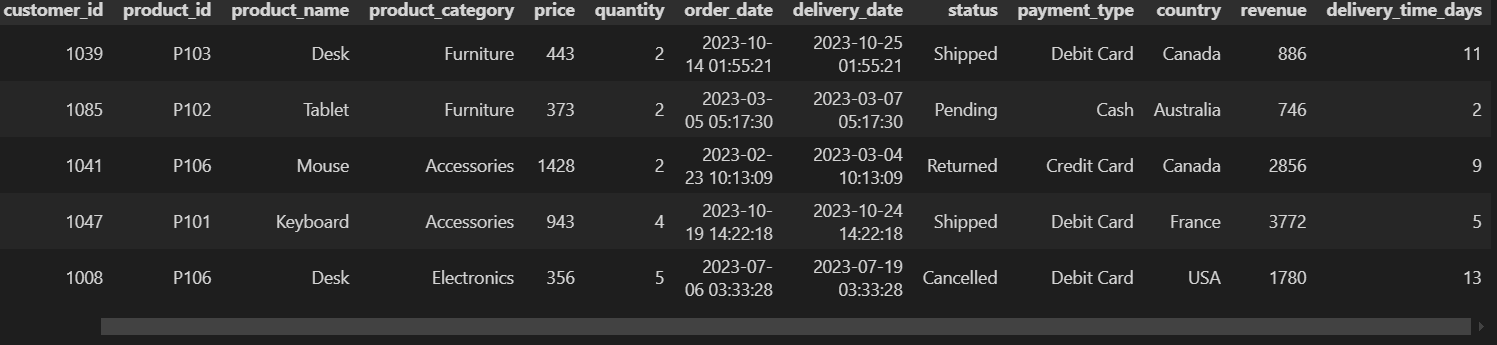 customer_id product_id product_name product_category price quantity order_date delivery_date status payment_type country revenue delivery_time_days
1039 P103 Desk Furniture 443 2 2023-10-14 01:55:21 2023-10-25 01:55:21 Shipped Debit Card Canada 886 11
1085 P102 Tablet Furniture 373 2 2023-03-05 05:17:30 2023-03-07 05:17:30 Pending Cash Australia 746 2
1041 P106 Mouse Accessories 1428 2 2023-02-23 10:13:09 2023-03-04 10:13:09 Returned Credit Card Canada 2856 9
1047 P101 Keyboard Accessories 943 4 2023-10-19 14:22:18 2023-10-24 14:22:18 Shipped Debit Card France 3772 5
1008 P106 Desk Electronics 356 5 2023-07-06 03:33:28 2023-07-19 03:33:28 Cancelled Debit Card USA 1780 13